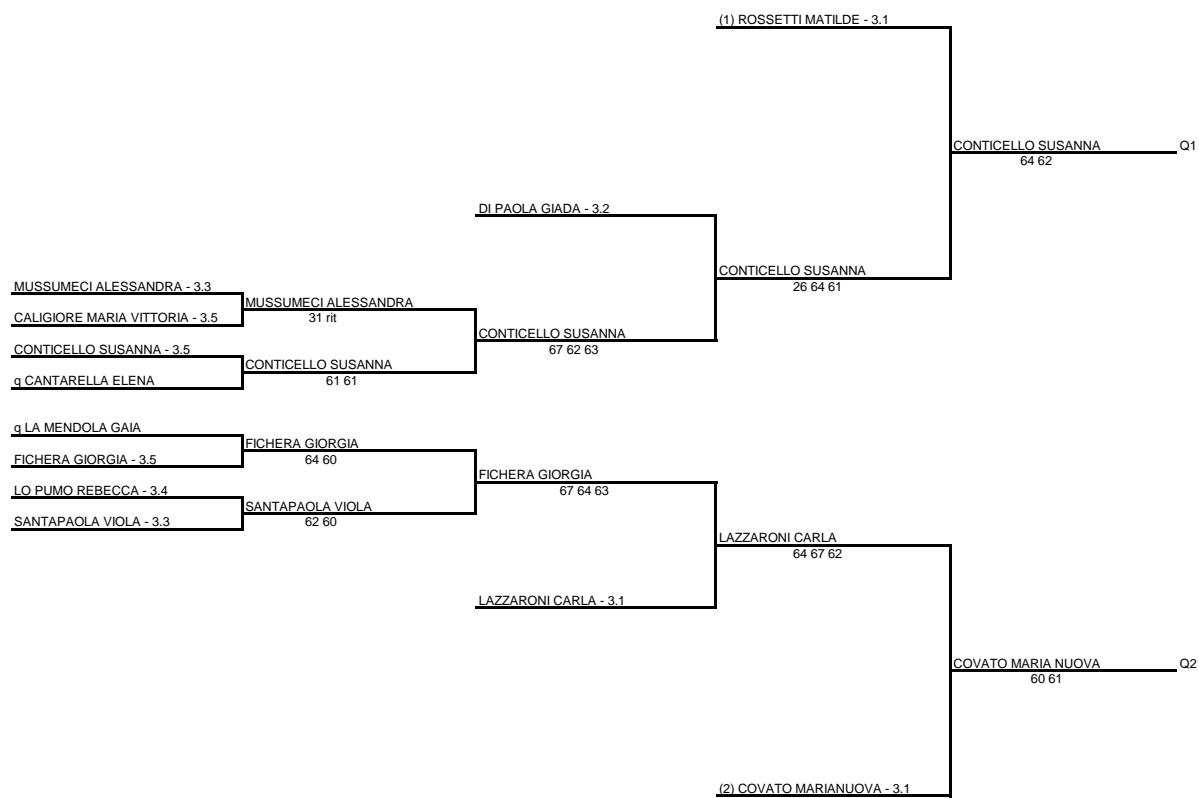 (1) ROSSETTI MATILDE - 3.1
CONTICELLO SUSANNA
Q1
64 62
DI PAOLA GIADA - 3.2
CONTICELLO SUSANNA
26 64 61
MUSSUMECI ALESSANDRA - 3.3
MUSSUMECI ALESSANDRA
31 rit
CALIGIORE MARIA VITTORIA - 3.5
CONTICELLO SUSANNA
67 62 63
CONTICELLO SUSANNA - 3.5
CONTICELLO SUSANNA
61 61
q CANTARELLA ELENA
q LA MENDOLA GAIA
FICHERA GIORGIA
64 60
FICHERA GIORGIA - 3.5
FICHERA GIORGIA
67 64 63
LO PUMO REBECCA - 3.4
SANTAPAOLA VIOLA
62 60
SANTAPAOLA VIOLA - 3.3
LAZZARONI CARLA
64 67 62
LAZZARONI CARLA - 3.1
COVATO MARIA NUOVA
Q2
60 61
(2) COVATO MARIANUOVA - 3.1